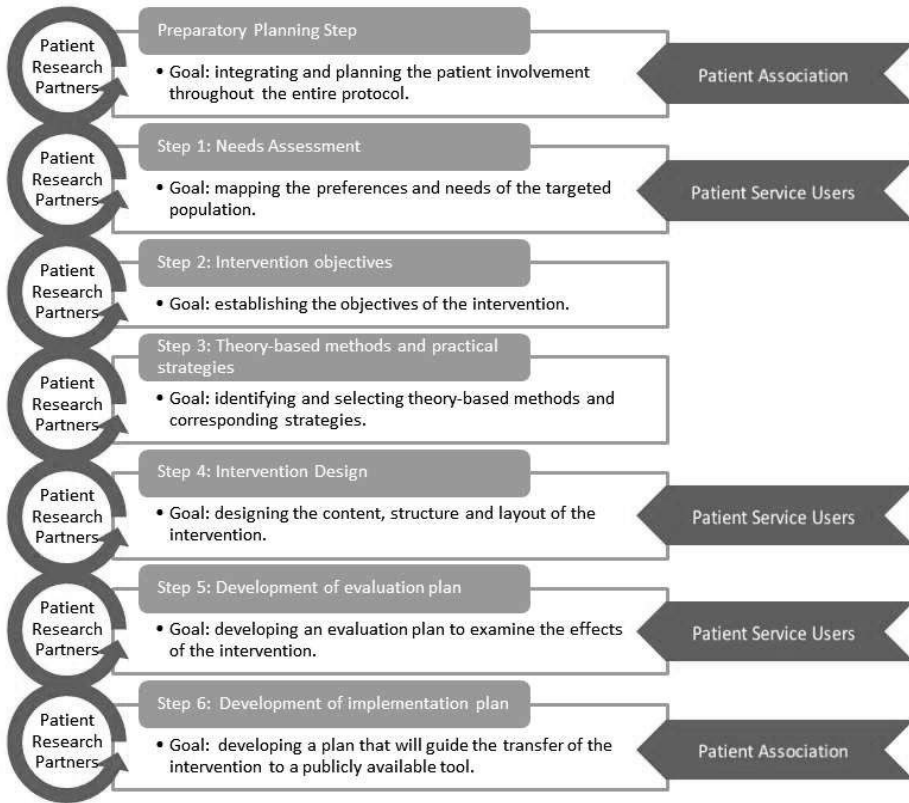 Patient
Research
Partners
Preparatory Planning Step
• Goal: integrating and planning the patient involvement
throughout the entire protocol.
Patient Association
Patient
Research
Partners
Step 1: Needs Assessment
• Goal: mapping the preferences and needs of the targeted
population.
Patient Service Users
Patient
Research
Partners
Step 2: Intervention objectives
• Goal: establishing the objectives of the intervention.
Patient
Research
Partners
Step 3: Theory-based methods and practical
strategies
• Goal: identifying and selecting theory-based methods and
corresponding strategies.
Patient
Research
Partners
Step 4: Intervention Design
• Goal: designing the content, structure and layout of the
intervention.
Patient Service Users
Patient
Research
Partners
Step 5: Development of evaluation plan
• Goal: developing an evaluation plan to examine the effects
of the intervention.
Patient Service Users
Patient
Research
Partners
Step 6: Development of implementation plan
• Goal: developing a plan that will guide the transfer of the
intervention to a publicly available tool.
Patient Association